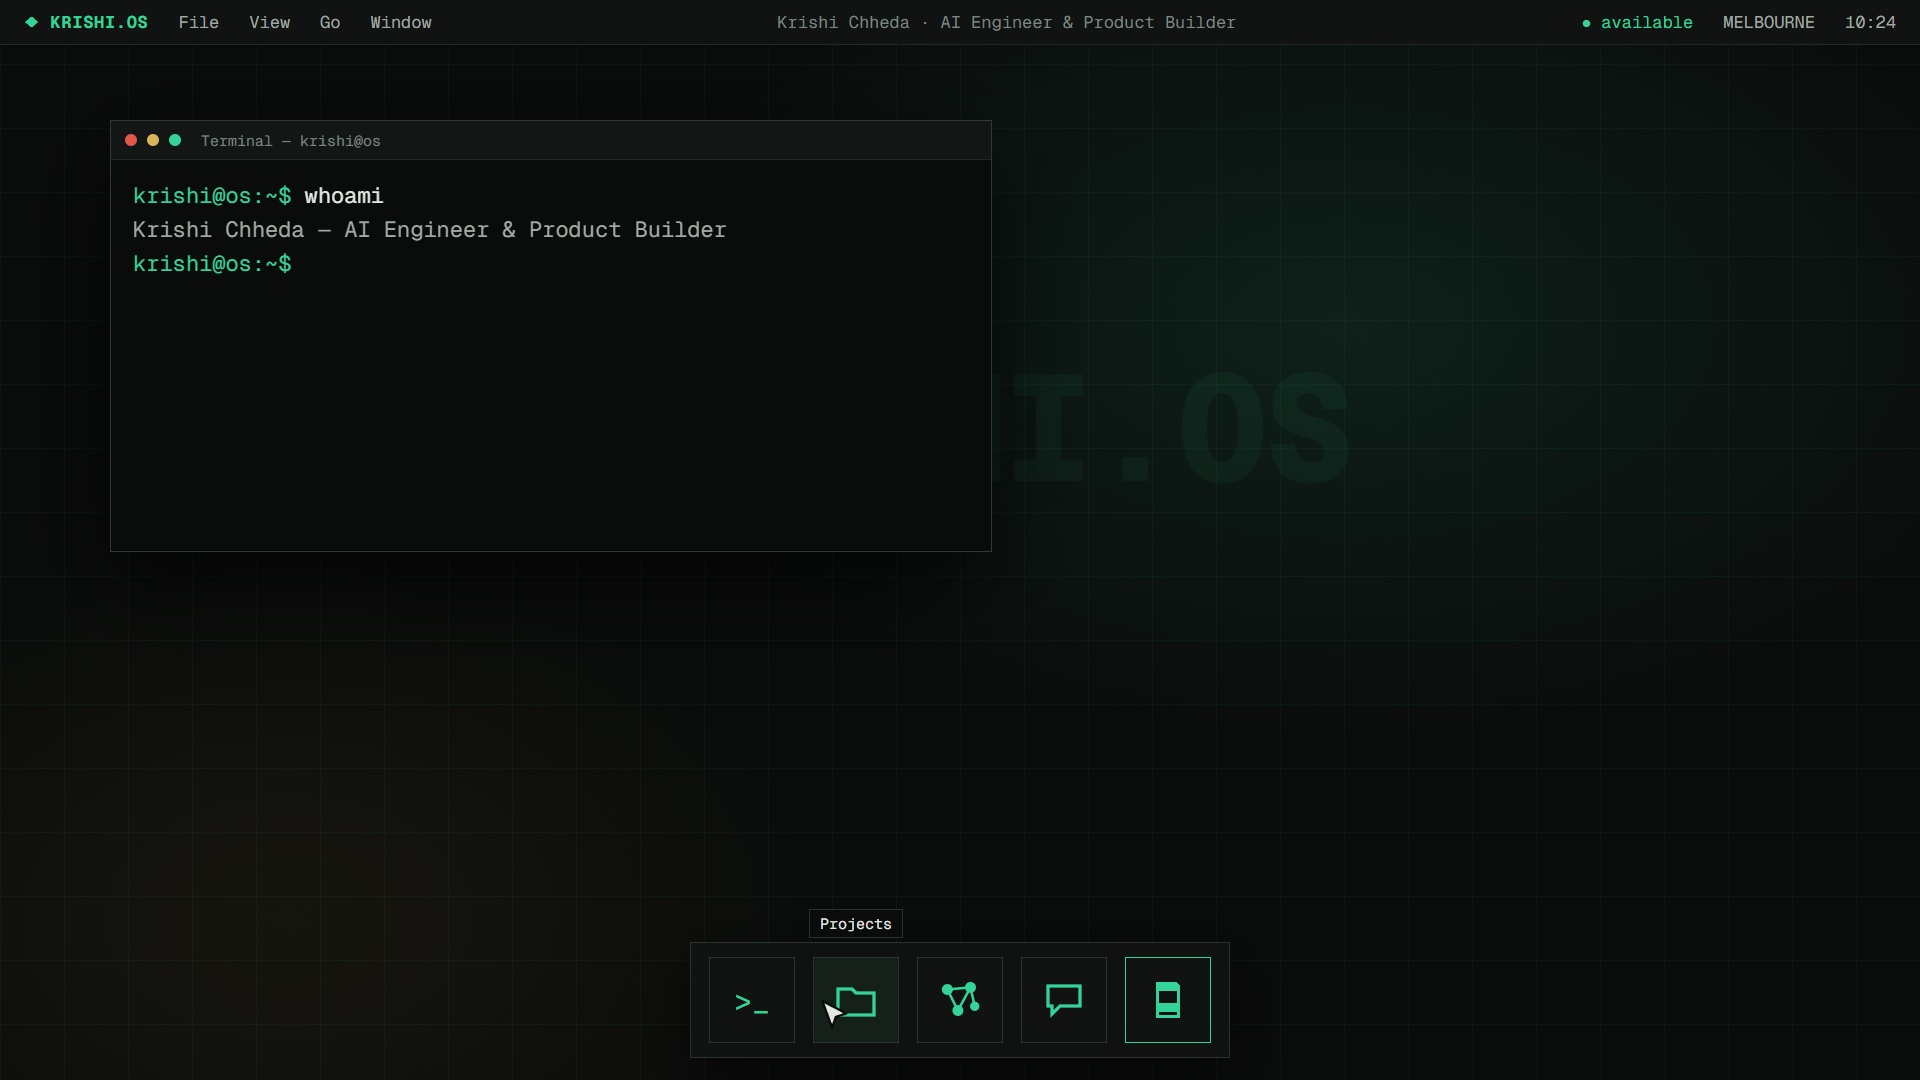 KRISHI.OS File View Go Window Krishi Chheda · AI Engineer & Product Builder ● available MELBOURNE 10:24
Terminal — krishi@os
krishi@os:~$ whoami
Krishi Chheda — AI Engineer & Product Builder
krishi@os:~$
I.OS
Projects
>_